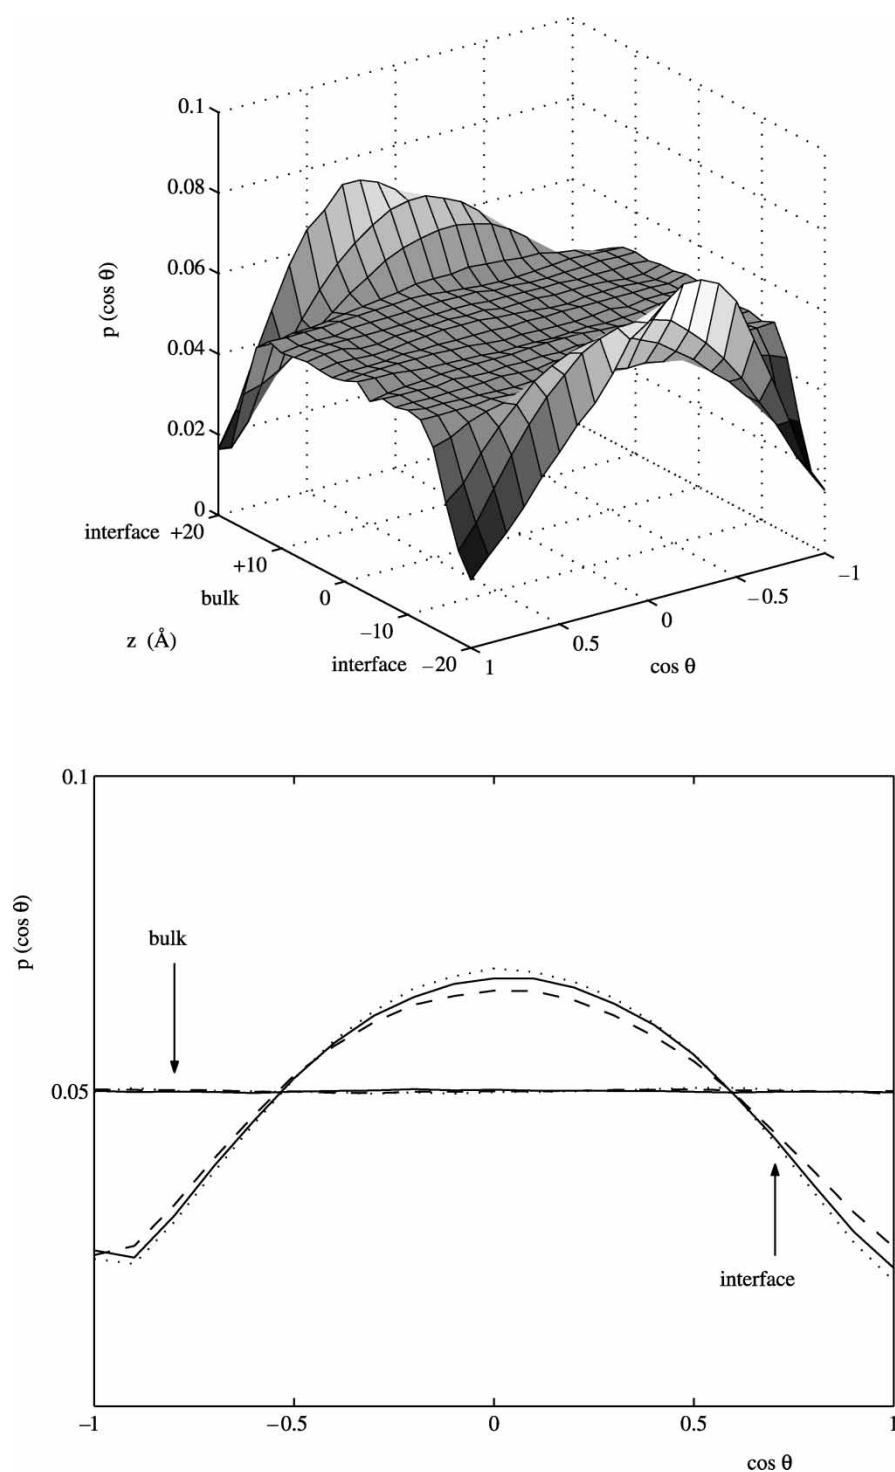 0.1
0.08
0.06
0.04
0.02
0
p (cos θ)
interface +20
+10
bulk
0
z (Å)
−10
interface −20
1
0.5
0
−0.5
−1
cos θ
0.1
p (cos θ)
bulk
0.05
interface
−1
−0.5
0
0.5
1
cos θ